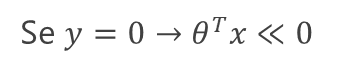 Se y = 0 → θᵀx ≪ 0